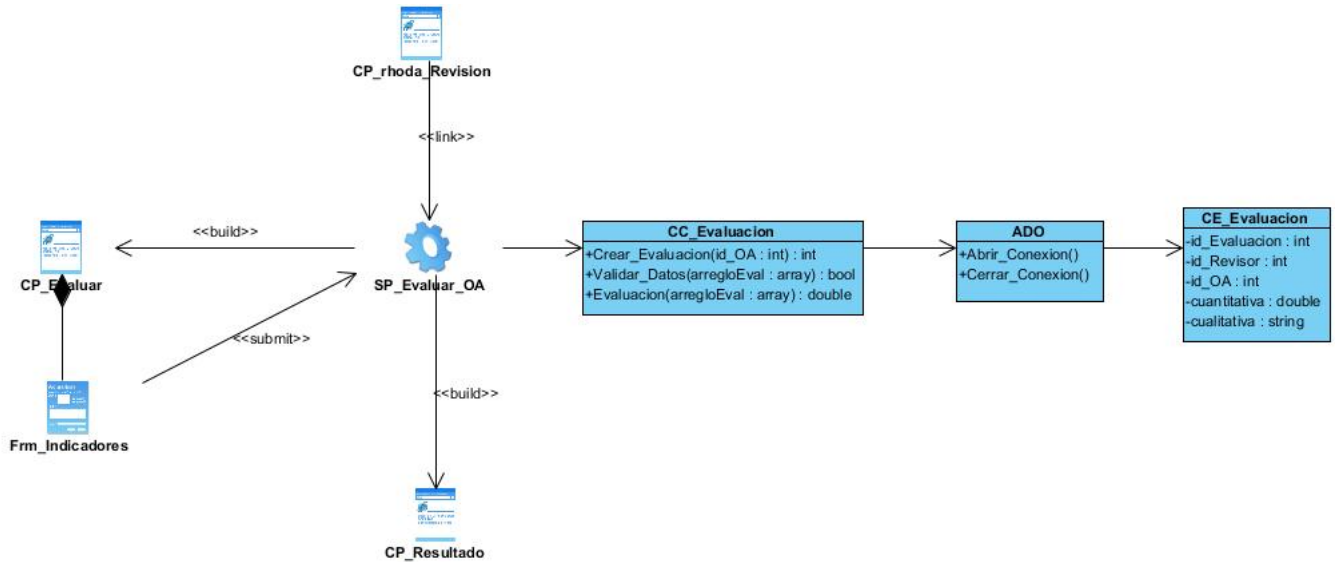 CP_rhoda_Revision
<<link>>
<<build>>
CP_Evaluar
SP_Evaluar_OA
<<submit>>
<<build>>
Frm_Indicadores
CP_Resultado
CC_Evaluacion
+Crear_Evaluacion(id_OA : int) : int
+Validar_Datos(arregloEval : array) : bool
+Evaluacion(arregloEval : array) : double
ADO
+Abrir_Conexion()
+Cerrar_Conexion()
CE_Evaluacion
-id_Evaluacion : int
-id_Revisor : int
-id_OA : int
-cuantitativa : double
-cualitativa : string